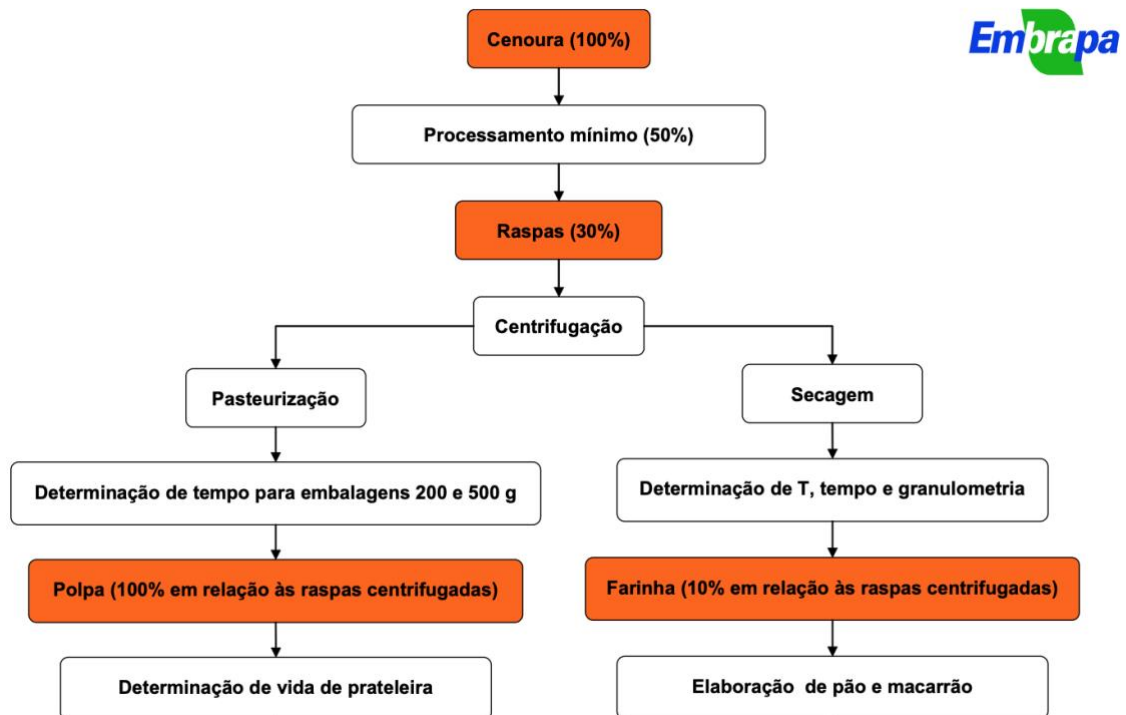 Cenoura (100%)
Embrapa
Processamento mínimo (50%)
Raspas (30%)
Centrifugação
Pasteurização
Secagem
Determinação de tempo para embalagens 200 e 500 g
Determinação de T, tempo e granulometria
Polpa (100% em relação às raspas centrifugadas)
Farinha (10% em relação às raspas centrifugadas)
Determinação de vida de prateleira
Elaboração de pão e macarrão